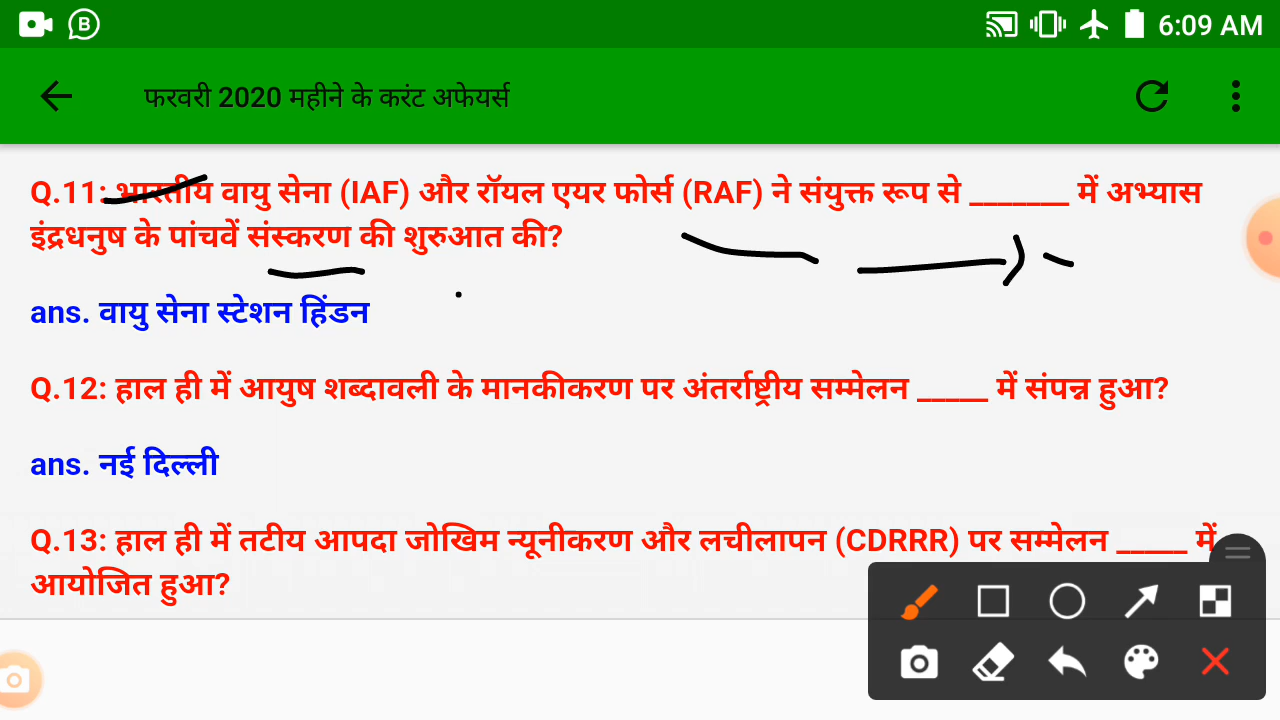 B
6:09 AM
फरवरी 2020 महीने के करंट अफेयर्स
Q.11: भारतीय वायु सेना (IAF) और रॉयल एयर फोर्स (RAF) ने संयुक्त रूप से _______ में अभ्यास
इंद्रधनुष के पांचवें संस्करण की शुरुआत की?
ans. वायु सेना स्टेशन हिंडन
Q.12: हाल ही में आयुष शब्दावली के मानकीकरण पर अंतर्राष्ट्रीय सम्मेलन _____ में संपन्न हुआ?
ans. नई दिल्ली
Q.13: हाल ही में तटीय आपदा जोखिम न्यूनीकरण और लचीलापन (CDRRR) पर सम्मेलन _____ में
आयोजित हुआ?